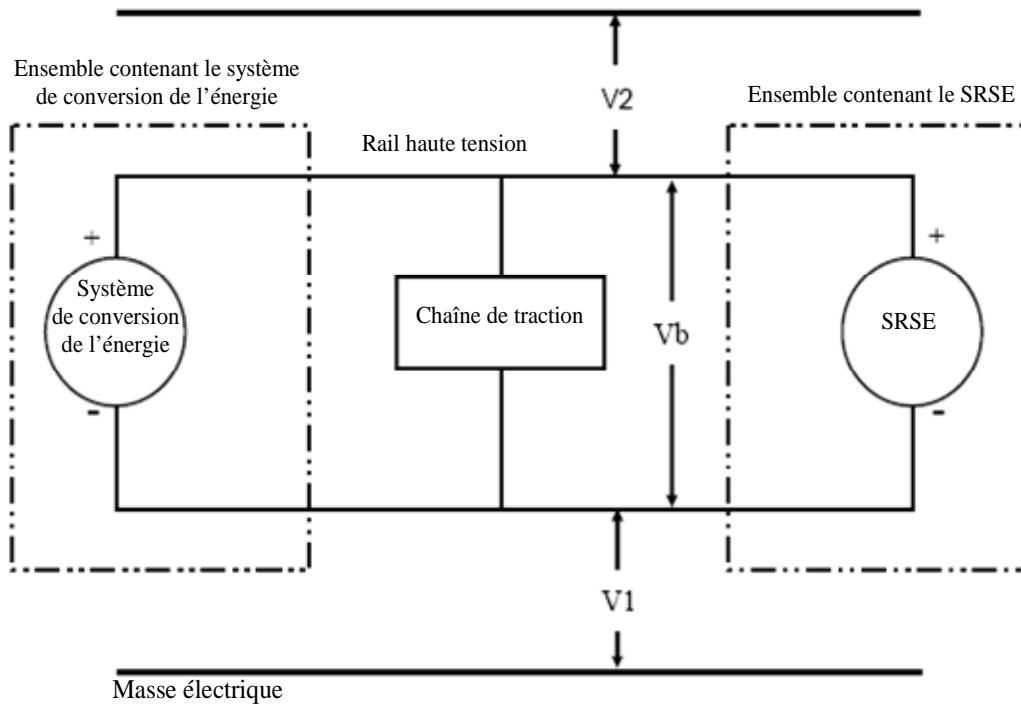 Ensemble contenant le système
de conversion de l’énergie
V2
Ensemble contenant le SRSE
Rail haute tension
+
Système
de conversion
de l’énergie
-
Chaîne de traction
Vb
+
SRSE
-
V1
Masse électrique